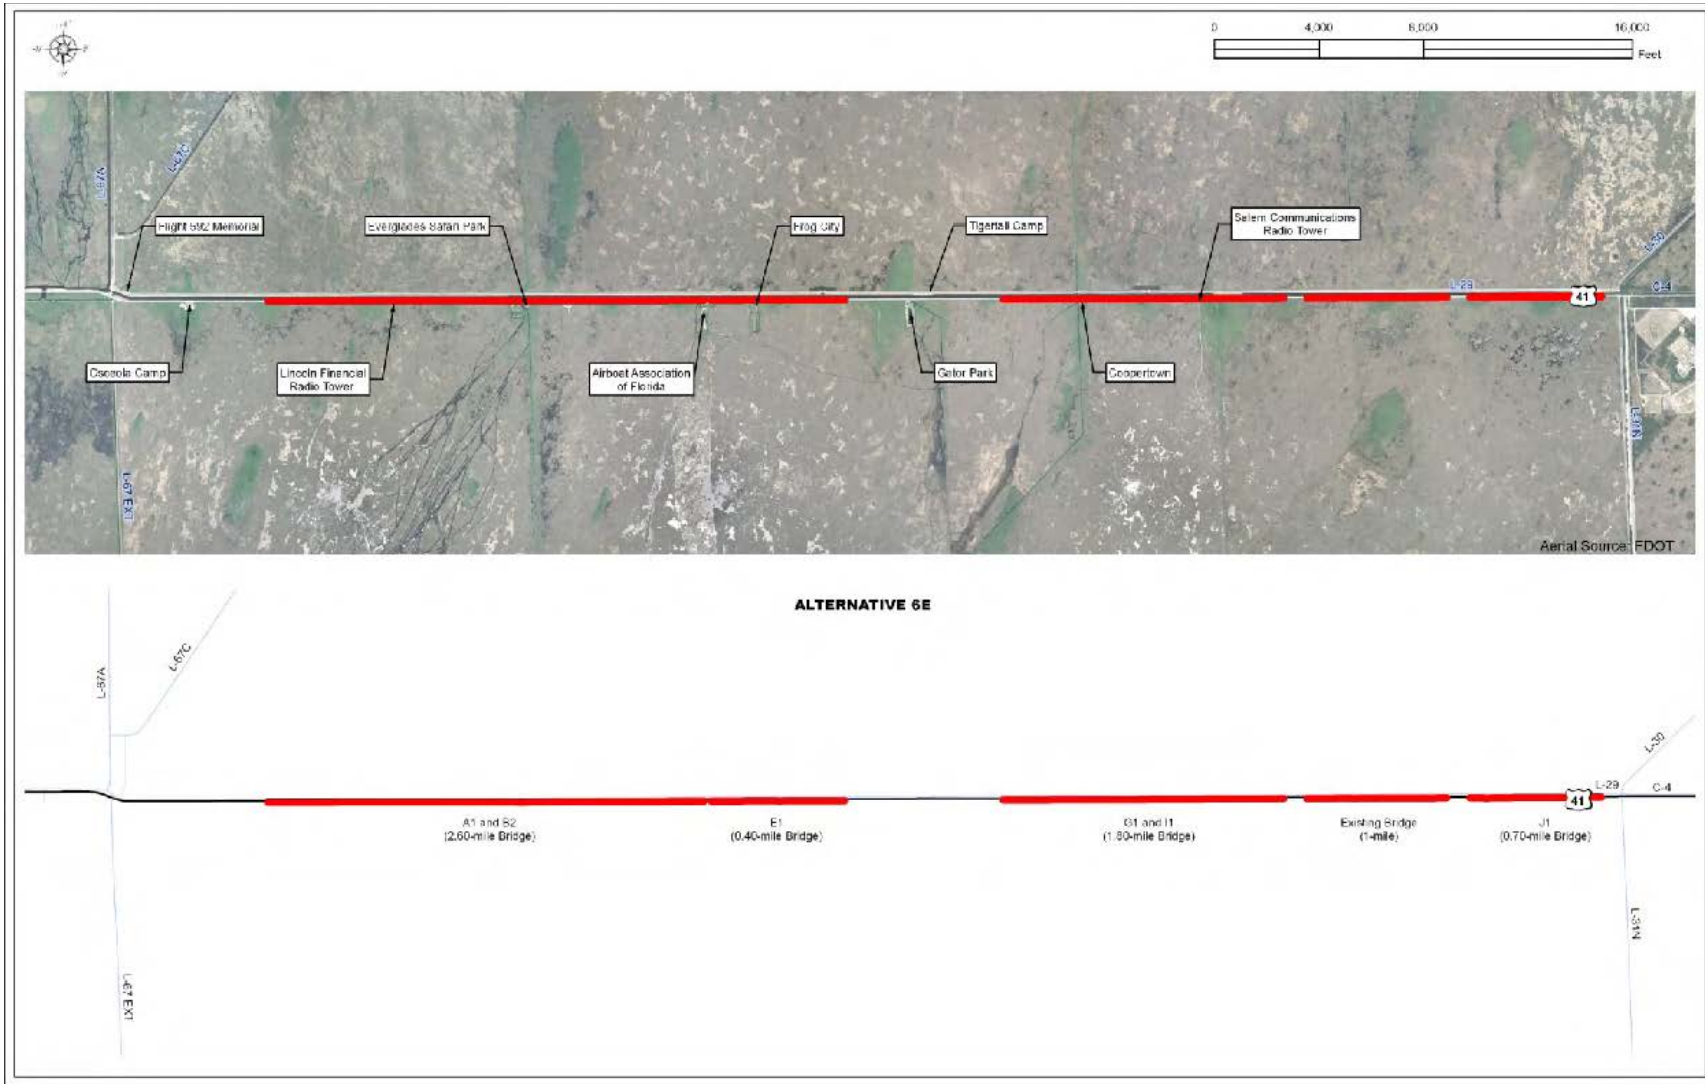 0 4,000 8,000 16,000
Feet
L-67A
L-67C
Flight 592 Memorial
Everglades Safari Park
Frog City
Tigertail Camp
Salem Communications
Radio Tower
L-30
L-29
41
C-4
Osceola Camp
Lincoln Financial
Radio Tower
Airboat Association
of Florida
Gator Park
Coopertown
L-31N
L-67 EXT
Aerial Source: FDOT
ALTERNATIVE 6E
L-67A
L-67C
L-30
L-29
41
C-4
A1 and B2
(2.60-mile Bridge)
E1
(0.40-mile Bridge)
G1 and I1
(1.80-mile Bridge)
Existing Bridge
(1-mile)
J1
(0.70-mile Bridge)
L-31N
L-67 EXT